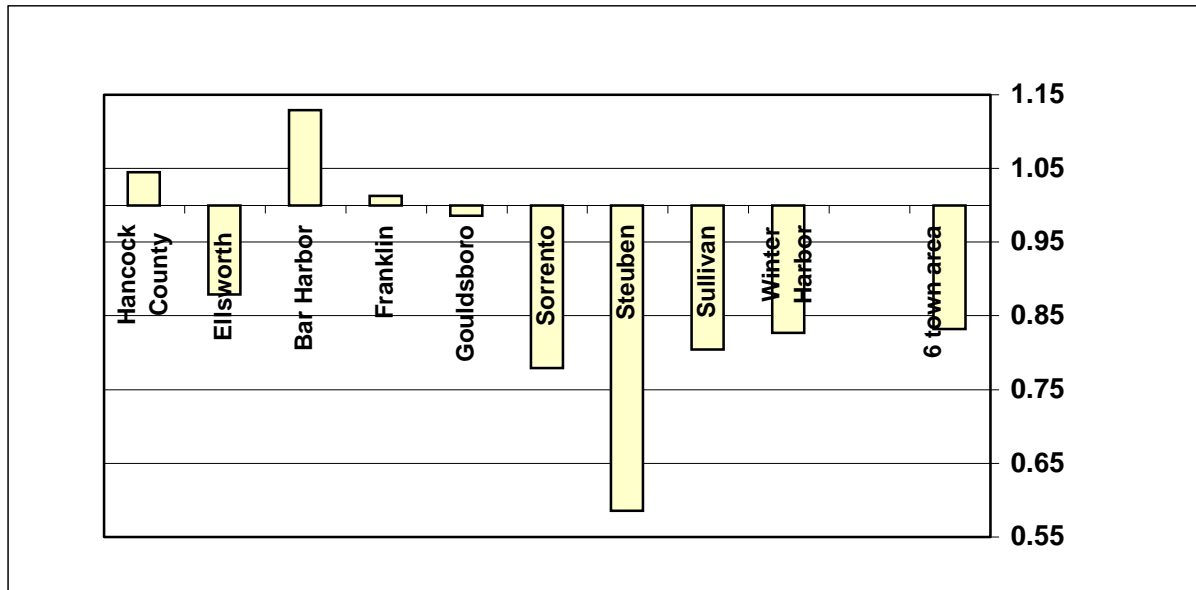 1.15
1.05
0.95
0.85
0.75
0.65
0.55
Hancock
County
Ellsworth
Bar Harbor
Franklin
Gouldsboro
Sorrento
Steuben
Sullivan
Winter
Harbor
6 town area